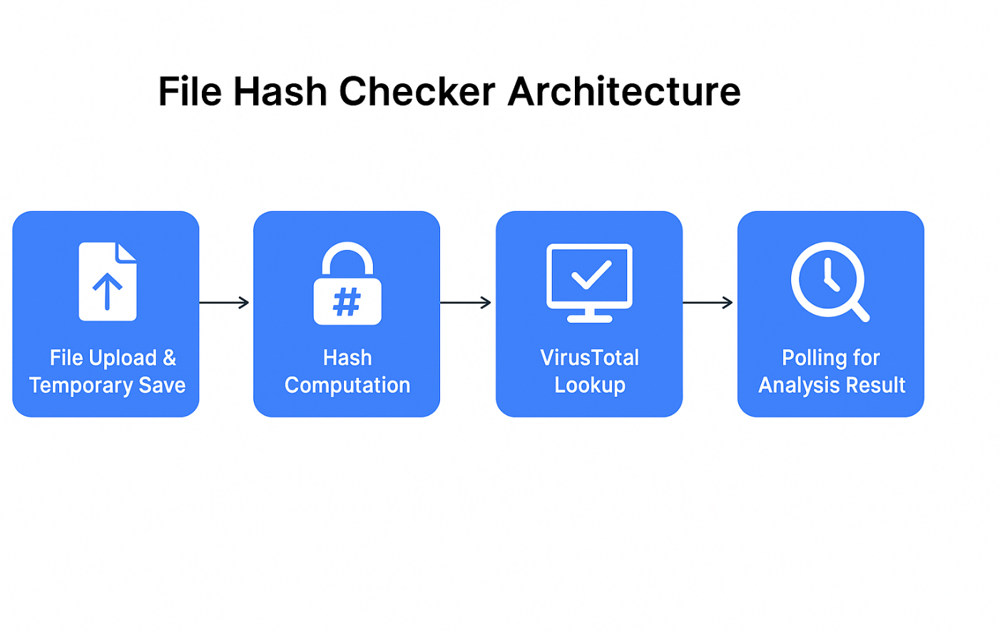 File Hash Checker Architecture
#
File Upload &
Temporary Save
Hash
Computation
VirusTotal
Lookup
Polling for
Analysis Result